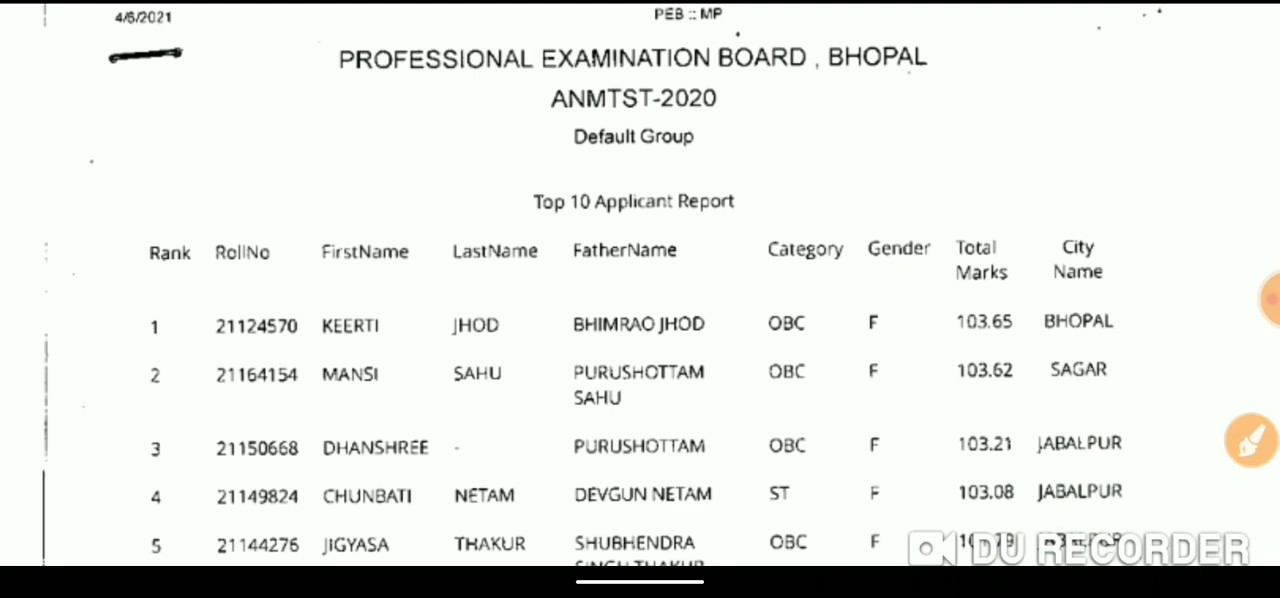 4/6/2021 PEB :: MP
PROFESSIONAL EXAMINATION BOARD , BHOPAL
ANMTST-2020
Default Group
Top 10 Applicant Report
Rank RollNo FirstName LastName FatherName Category Gender Total Marks City Name
1 21124570 KEERTI JHOD BHIMRAO JHOD OBC F 103.65 BHOPAL
2 21164154 MANSI SAHU PURUSHOTTAM SAHU OBC F 103.62 SAGAR
3 21150668 DHANSHREE - PURUSHOTTAM OBC F 103.21 JABALPUR
4 21149824 CHUNBATI NETAM DEVGUN NETAM ST F 103.08 JABALPUR
5 21144276 JIGYASA THAKUR SHUBHENDRA OBC F
SINGH THAKUR
DU RECORDER